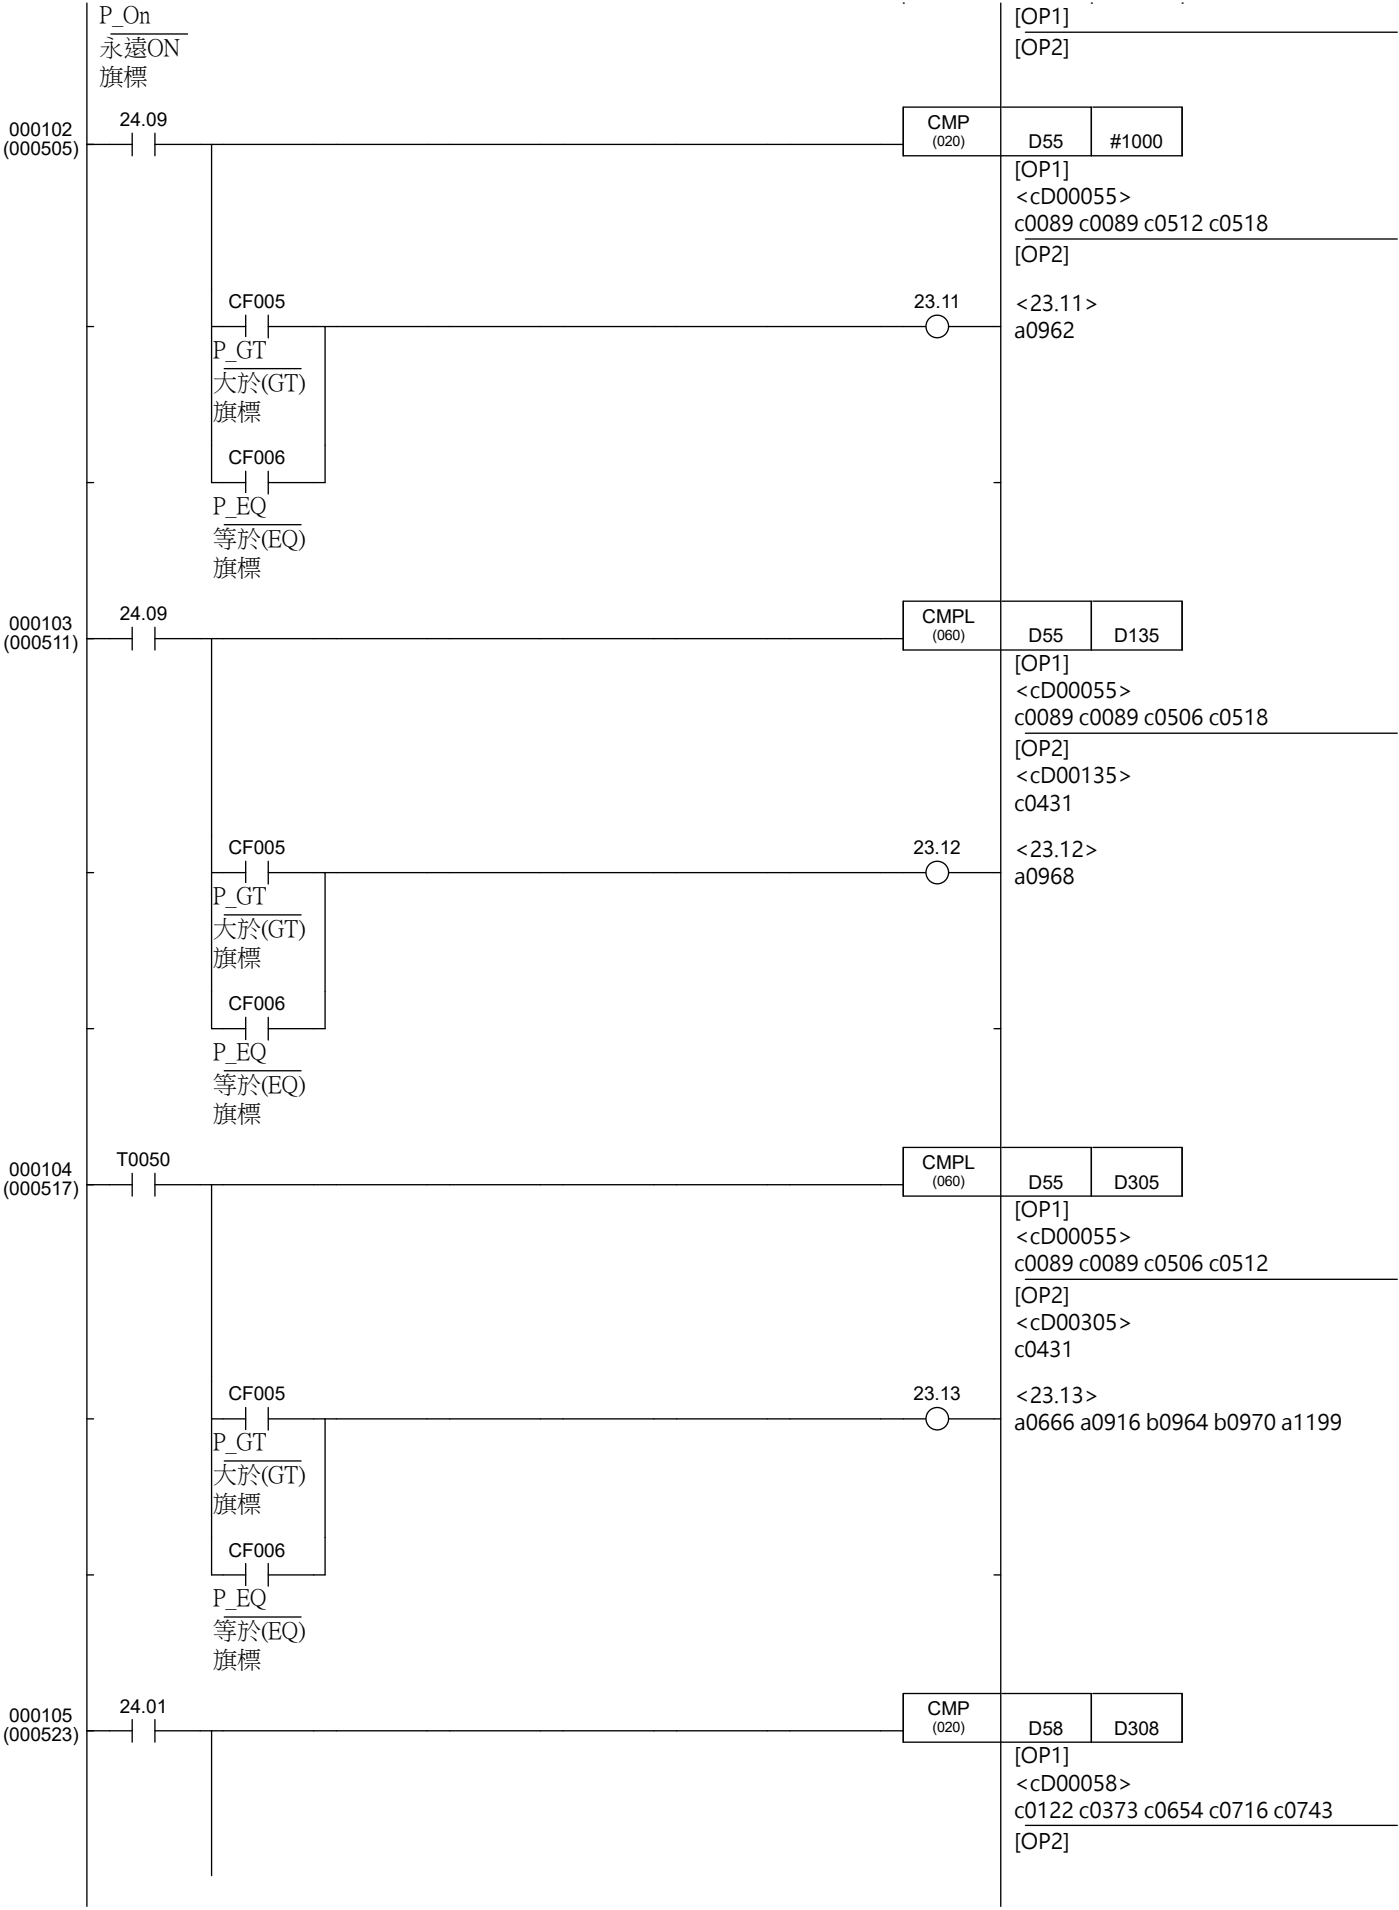 P_On
永遠ON
旗標
[OP1]
[OP2]
000102
(000505)
24.09
CMP
(020)
D55
#1000
[OP1]
<cD00055>
c0089 c0089 c0512 c0518
[OP2]
CF005
P_GT
大於(GT)
旗標
23.11
<23.11>
a0962
CF006
P_EQ
等於(EQ)
旗標
000103
(000511)
24.09
CMPL
(060)
D55
D135
[OP1]
<cD00055>
c0089 c0089 c0506 c0518
[OP2]
<cD00135>
c0431
CF005
P_GT
大於(GT)
旗標
23.12
<23.12>
a0968
CF006
P_EQ
等於(EQ)
旗標
000104
(000517)
T0050
CMPL
(060)
D55
D305
[OP1]
<cD00055>
c0089 c0089 c0506 c0512
[OP2]
<cD00305>
c0431
CF005
P_GT
大於(GT)
旗標
23.13
<23.13>
a0666 a0916 b0964 b0970 a1199
CF006
P_EQ
等於(EQ)
旗標
000105
(000523)
24.01
CMP
(020)
D58
D308
[OP1]
<cD00058>
c0122 c0373 c0654 c0716 c0743
[OP2]